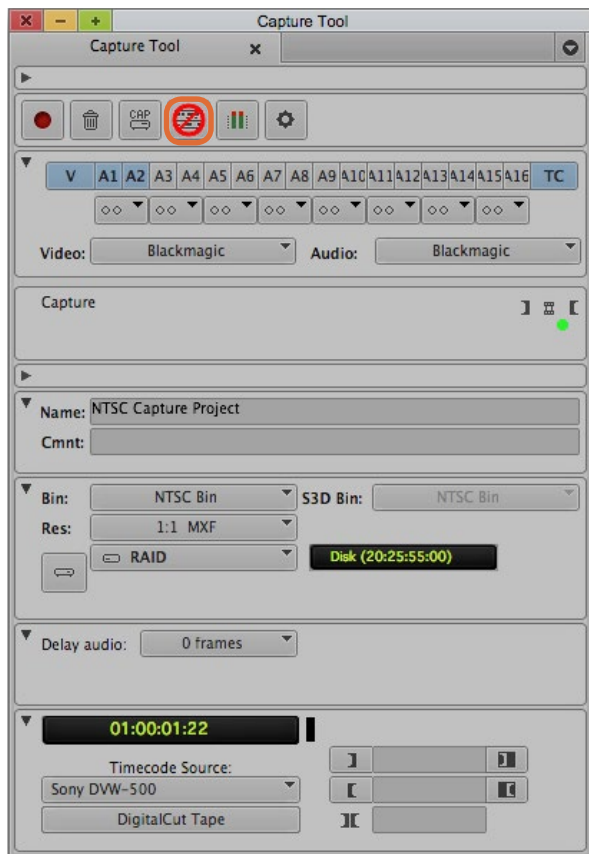 Capture Tool
Capture Tool
CAP
V A1 A2 A3 A4 A5 A6 A7 A8 A9 A10 A11 A12 A13 A14 A15 A16 TC
Video: Blackmagic Audio: Blackmagic
Capture
Name: NTSC Capture Project
Cmnt:
Bin: NTSC Bin S3D Bin: NTSC Bin
Res: 1:1 MXF
RAID Disk (20:25:55:00)
Delay audio: 0 frames
01:00:01:22
Timecode Source:
Sony DVW-500
DigitalCut Tape